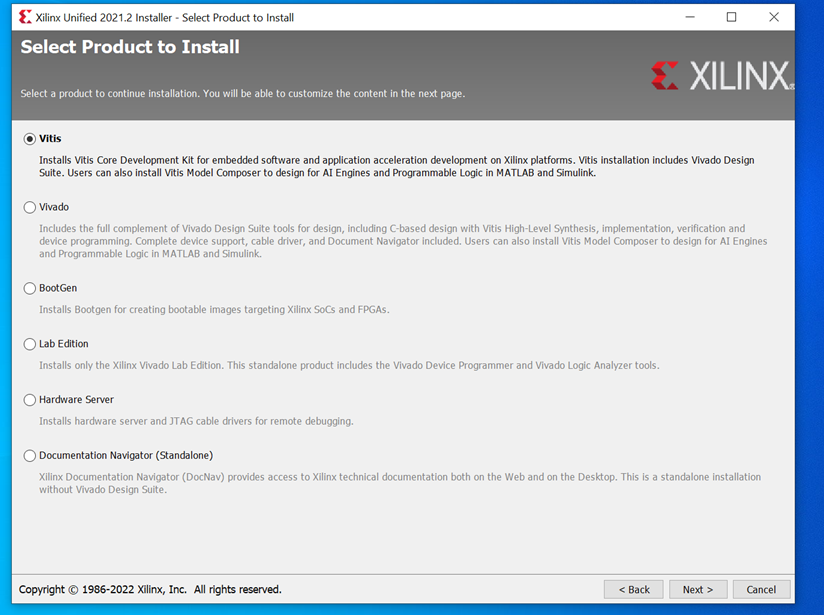 Xilinx Unified 2021.2 Installer - Select Product to Install
Select Product to Install
Select a product to continue installation. You will be able to customize the content in the next page.
XILINX
Vitis
Installs Vitis Core Development Kit for embedded software and application acceleration development on Xilinx platforms. Vitis installation includes Vivado Design
Suite. Users can also install Vitis Model Composer to design for AI Engines and Programmable Logic in MATLAB and Simulink.
Vivado
Includes the full complement of Vivado Design Suite tools for design, including C-based design with Vitis High-Level Synthesis, implementation, verification and
device programming. Complete device support, cable driver, and Document Navigator included. Users can also install Vitis Model Composer to design for AI Engines
and Programmable Logic in MATLAB and Simulink.
BootGen
Installs Bootgen for creating bootable images targeting Xilinx SoCs and FPGAs.
Lab Edition
Installs only the Xilinx Vivado Lab Edition. This standalone product includes the Vivado Device Programmer and Vivado Logic Analyzer tools.
Hardware Server
Installs hardware server and JTAG cable drivers for remote debugging.
Documentation Navigator (Standalone)
Xilinx Documentation Navigator (DocNav) provides access to Xilinx technical documentation both on the Web and on the Desktop. This is a standalone installation
without Vivado Design Suite.
Copyright © 1986-2022 Xilinx, Inc. All rights reserved.
< Back
Next >
Cancel